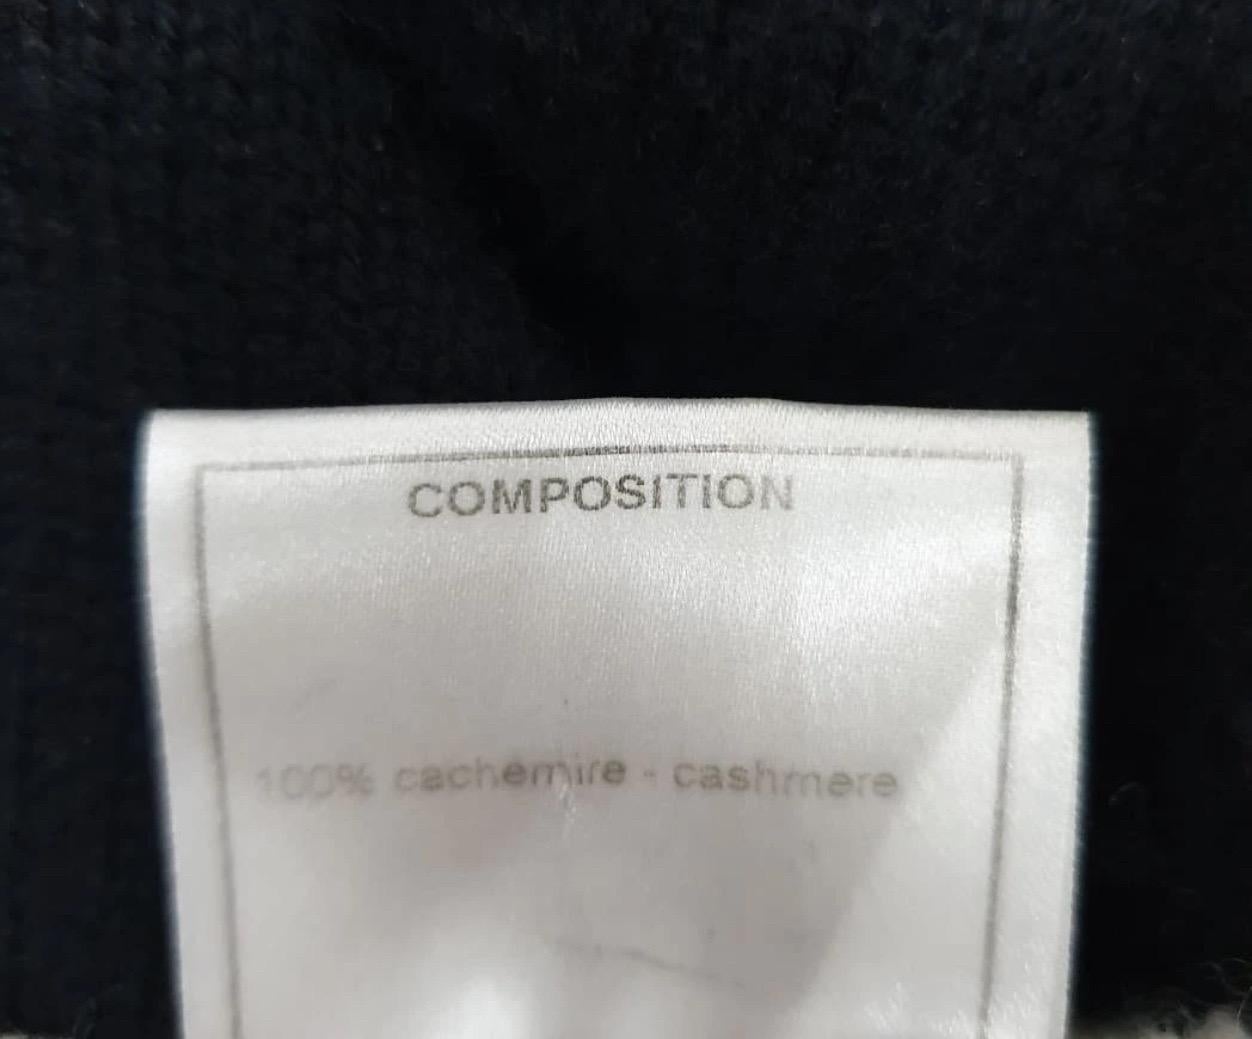 COMPOSITION
100% cachemire - cashmere